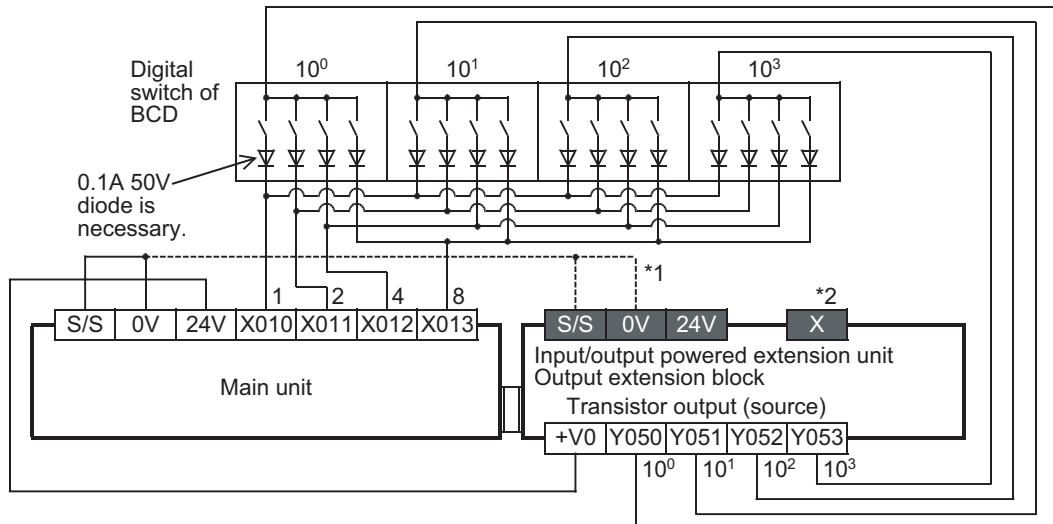 10⁰ 10¹ 10² 10³
Digital
switch of
BCD
0.1A 50V
diode is
necessary.
*1
1 2 4 8
*2
S/S 0V 24V X010 X011 X012 X013
S/S 0V 24V X
Main unit
Input/output powered extension unit
Output extension block
Transistor output (source)
+V0 Y050 Y051 Y052 Y053
10⁰ 10¹ 10² 10³